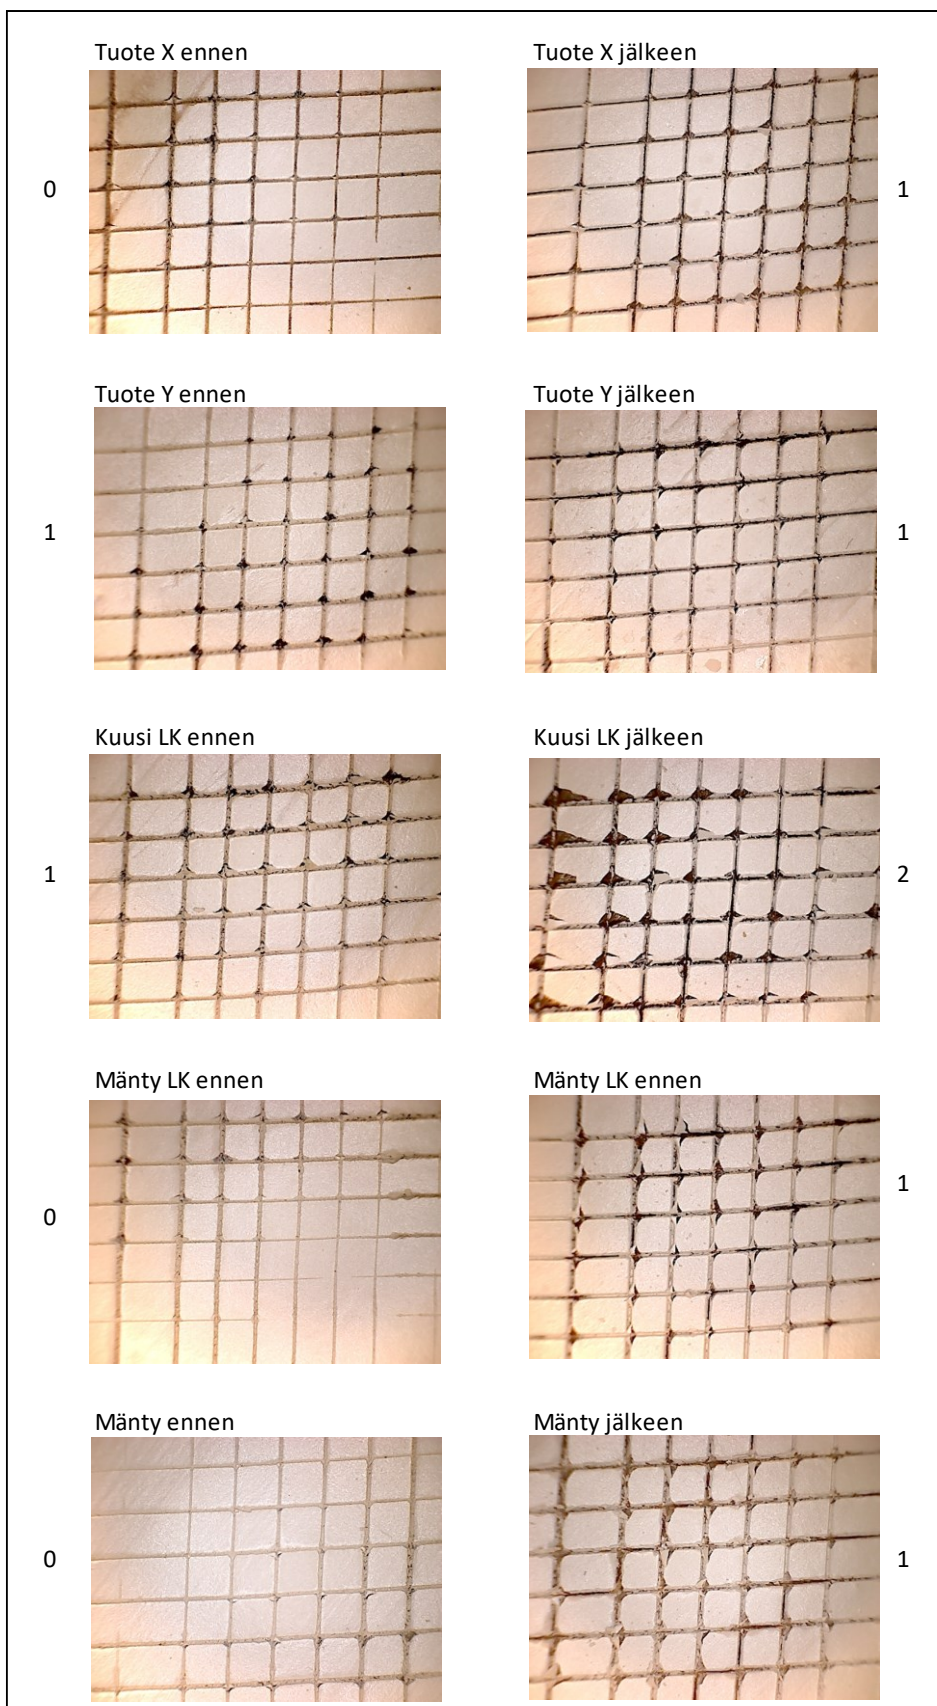 Tuote X ennen
Tuote X jälkeen
0
1
Tuote Y ennen
Tuote Y jälkeen
1
1
Kuusi LK ennen
Kuusi LK jälkeen
1
2
Mänty LK ennen
Mänty LK ennen
0
1
Mänty ennen
Mänty jälkeen
0
1